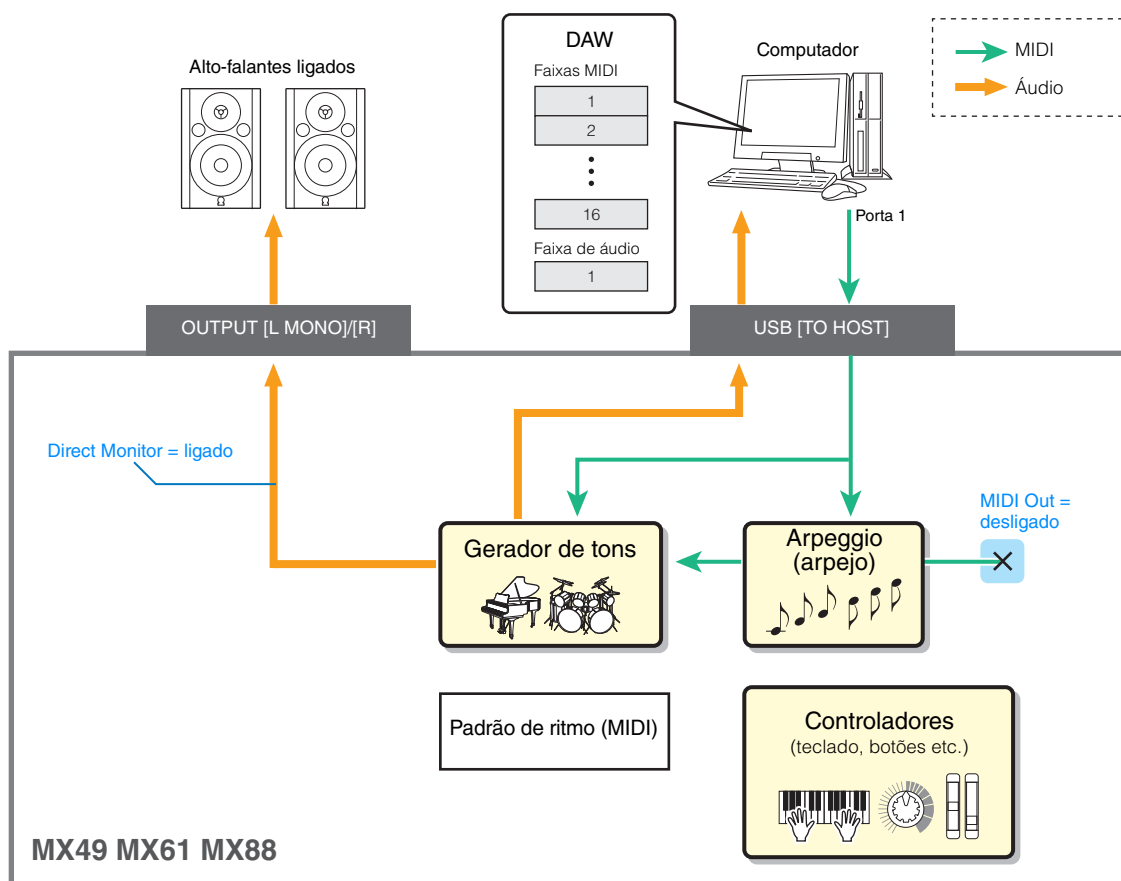 DAW
Faixas MIDI
1
2
16
Faixa de áudio
1
Computador
MIDI
Áudio
Alto-falantes ligados
Porta 1
OUTPUT [L MONO]/[R]
USB [TO HOST]
Direct Monitor = ligado
MIDI Out =
desligado
Gerador de tons
Arpeggio
(arpejo)
Padrão de ritmo (MIDI)
Controladores
(teclado, botões etc.)
MX49 MX61 MX88